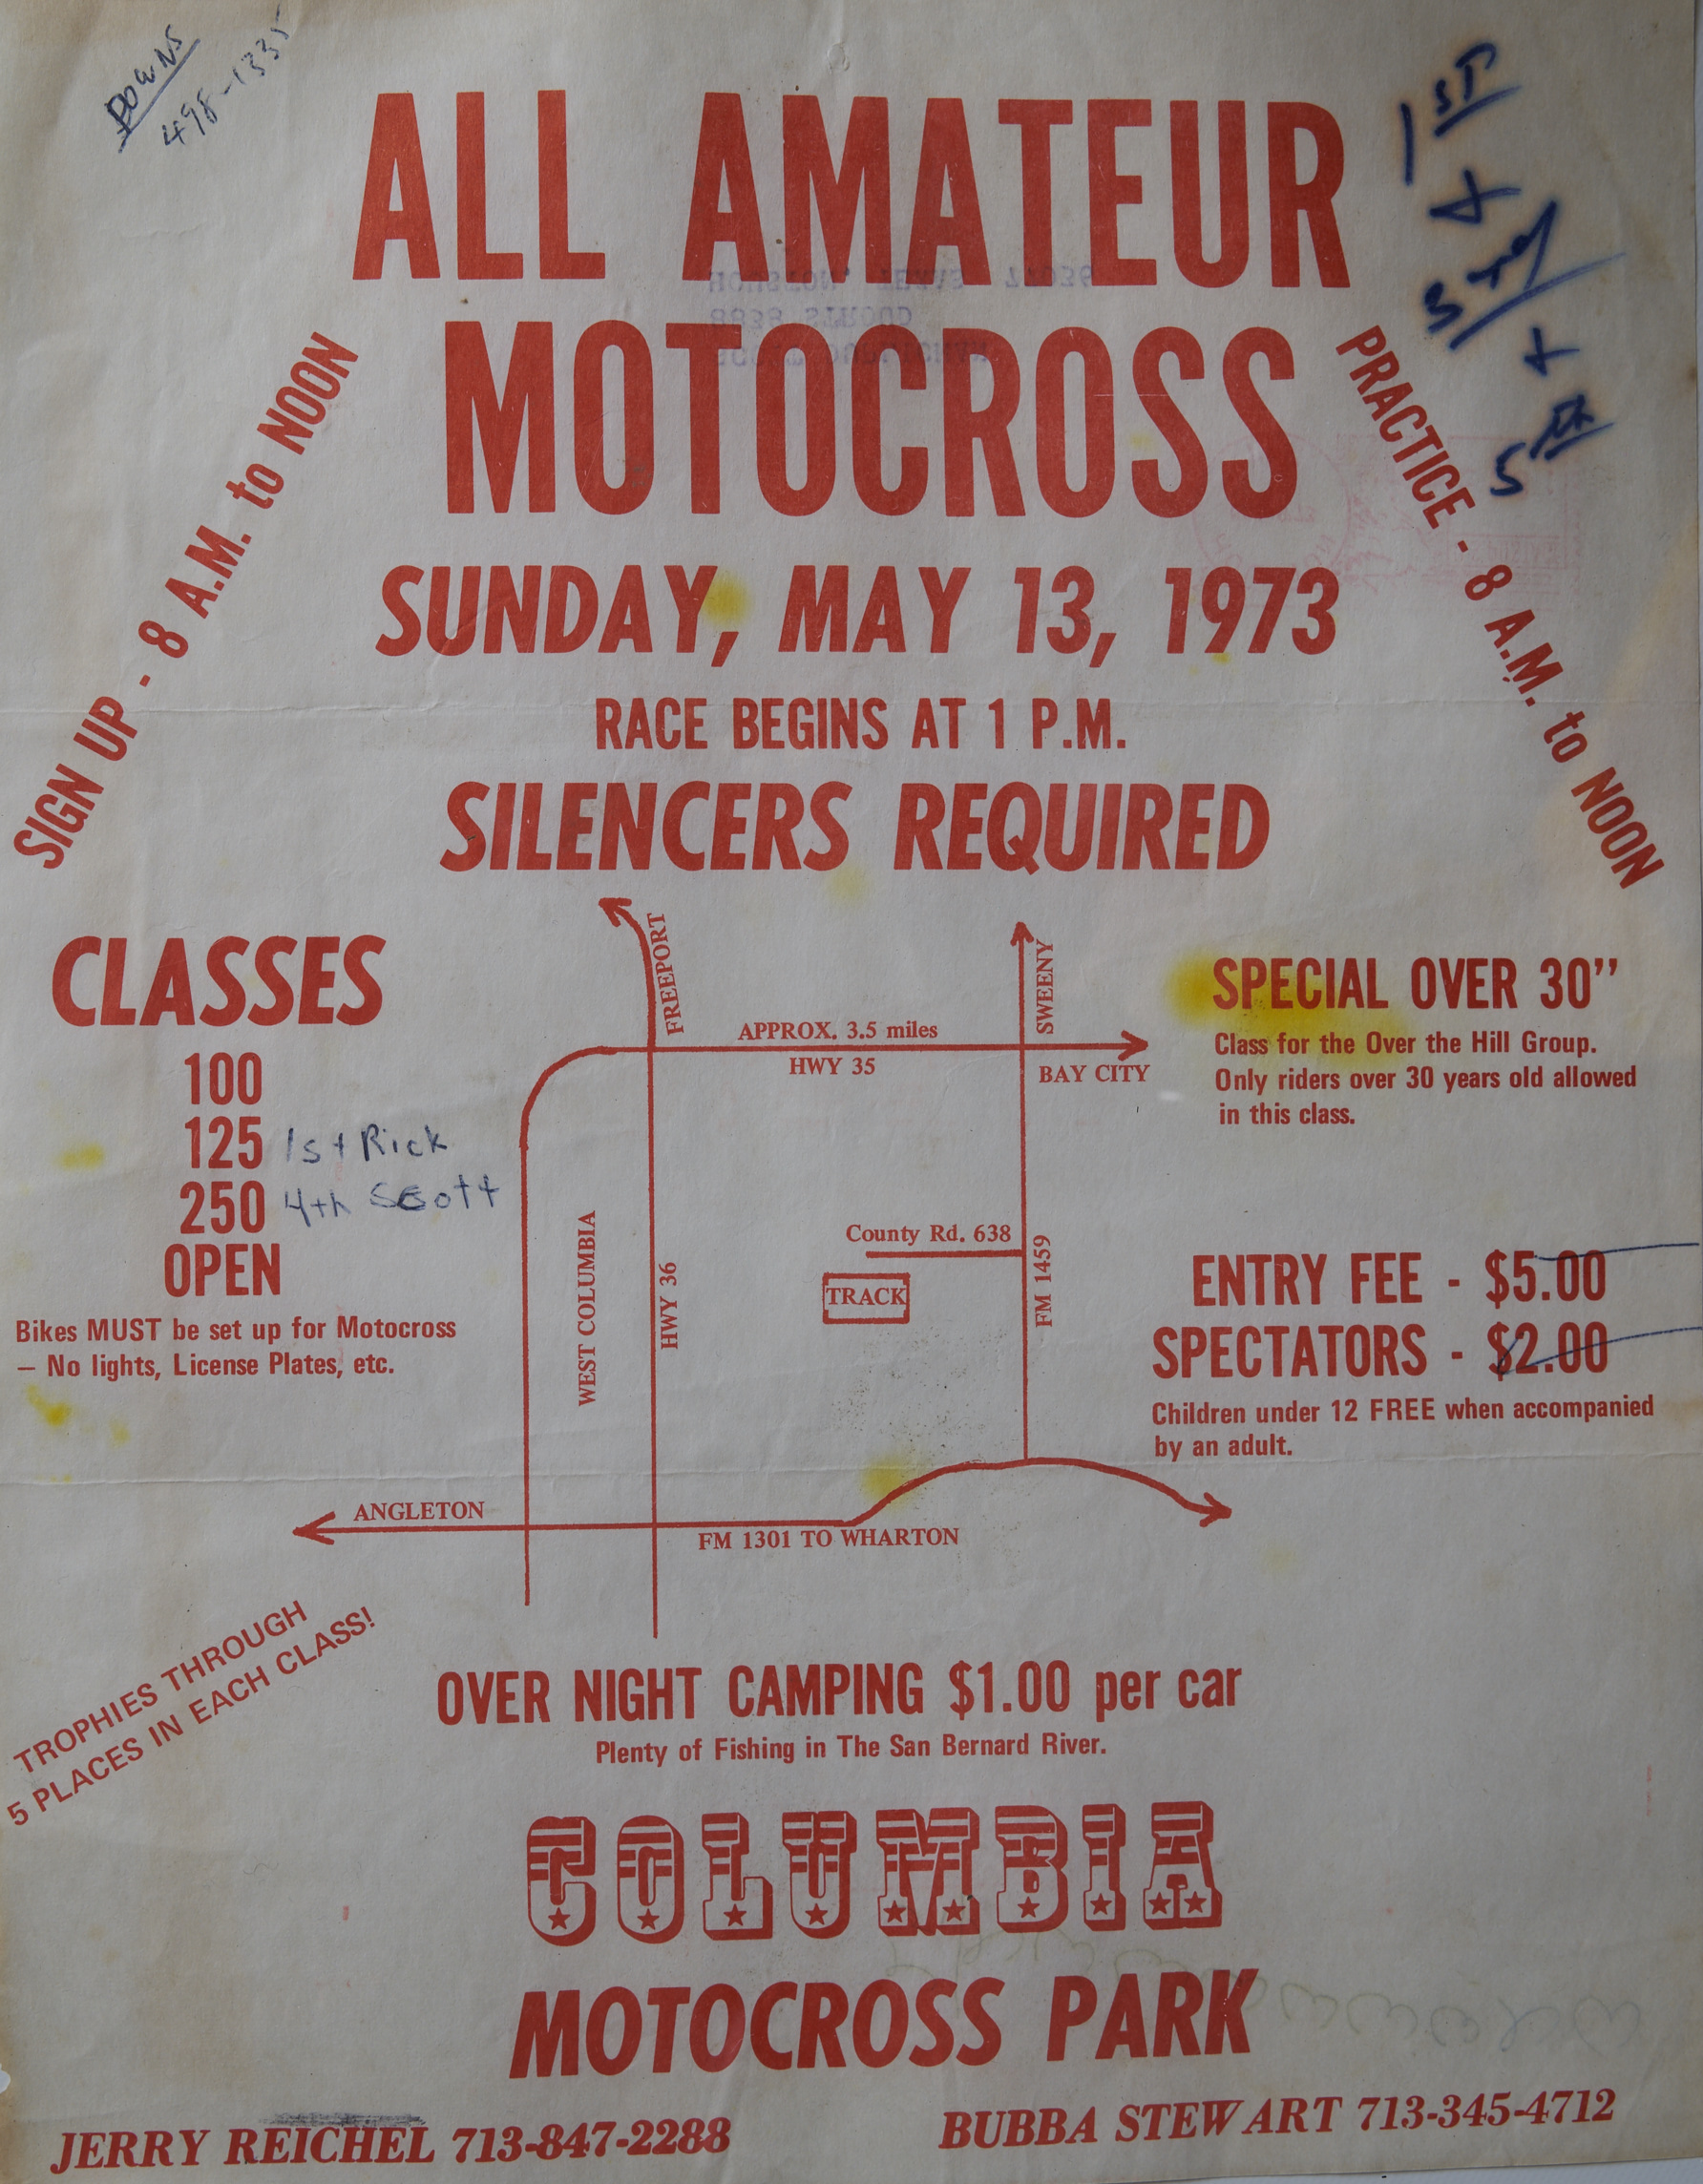 DOWNS
498-1335
1ST
+
3rd
+
5th
ALL AMATEUR
MOTOCROSS
SIGN UP - 8 A.M. to NOON
PRACTICE - 8 A.M. to NOON
SUNDAY, MAY 13, 1973
RACE BEGINS AT 1 P.M.
SILENCERS REQUIRED
CLASSES
100
125 1st Rick
250 4th Scott
OPEN
Bikes MUST be set up for Motocross
— No lights, License Plates, etc.
FREEPORT
SWEENY
APPROX. 3.5 miles
HWY 35
BAY CITY
WEST COLUMBIA
HWY 36
County Rd. 638
TRACK
FM 1459
ANGLETON
FM 1301 TO WHARTON
SPECIAL OVER 30”
Class for the Over the Hill Group.
Only riders over 30 years old allowed
in this class.
ENTRY FEE - $5.00
SPECTATORS - $2.00
Children under 12 FREE when accompanied
by an adult.
TROPHIES THROUGH
5 PLACES IN EACH CLASS!
OVER NIGHT CAMPING $1.00 per car
Plenty of Fishing in The San Bernard River.
COLUMBIA
MOTOCROSS PARK
JERRY REICHEL 713-847-2288
BUBBA STEWART 713-345-4712